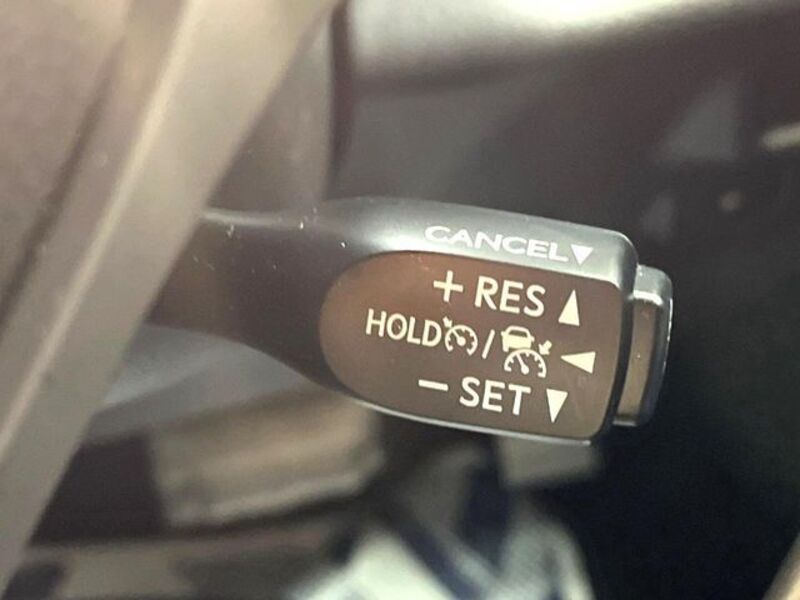 CANCEL▼
+ RES ▲
HOLD / ◀
− SET ▼